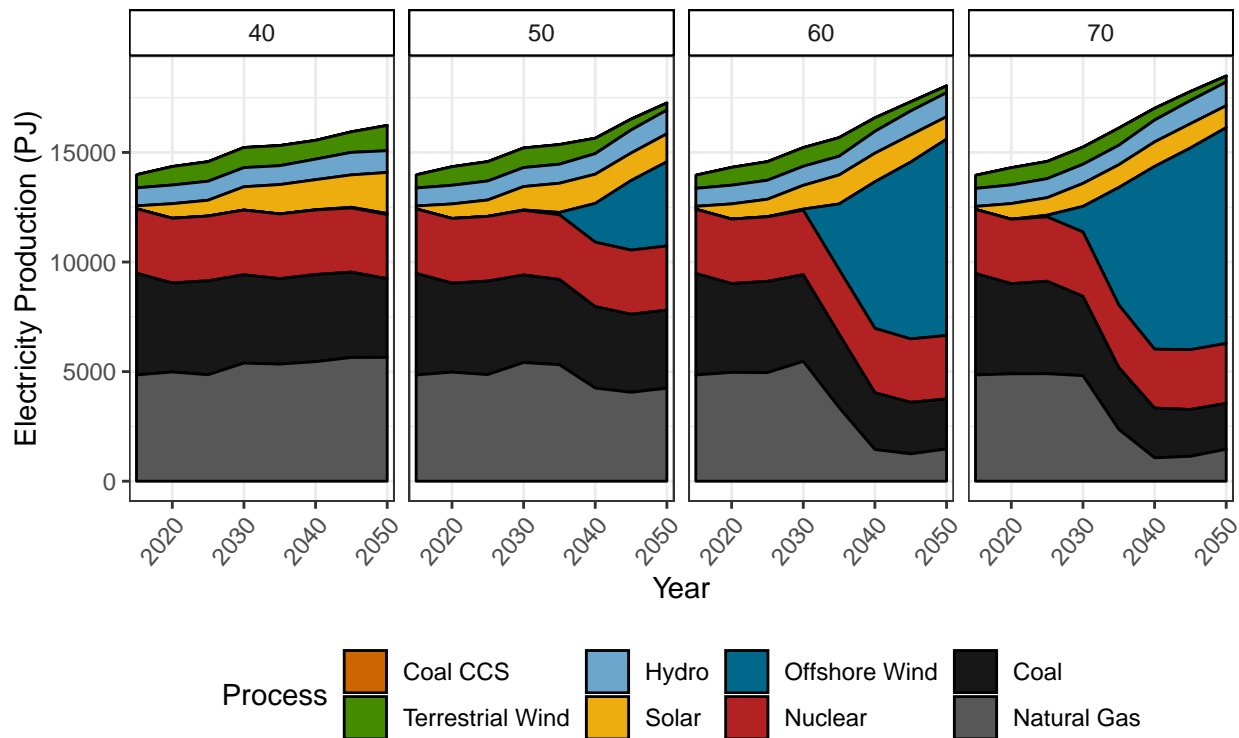 40 50 60 70
Electricity Production (PJ)
15000
10000
5000
0
2020 2030 2040 2050 2020 2030 2040 2050 2020 2030 2040 2050 2020 2030 2040 2050
Year
Process
Coal CCS Hydro Offshore Wind Coal
Terrestrial Wind Solar Nuclear Natural Gas